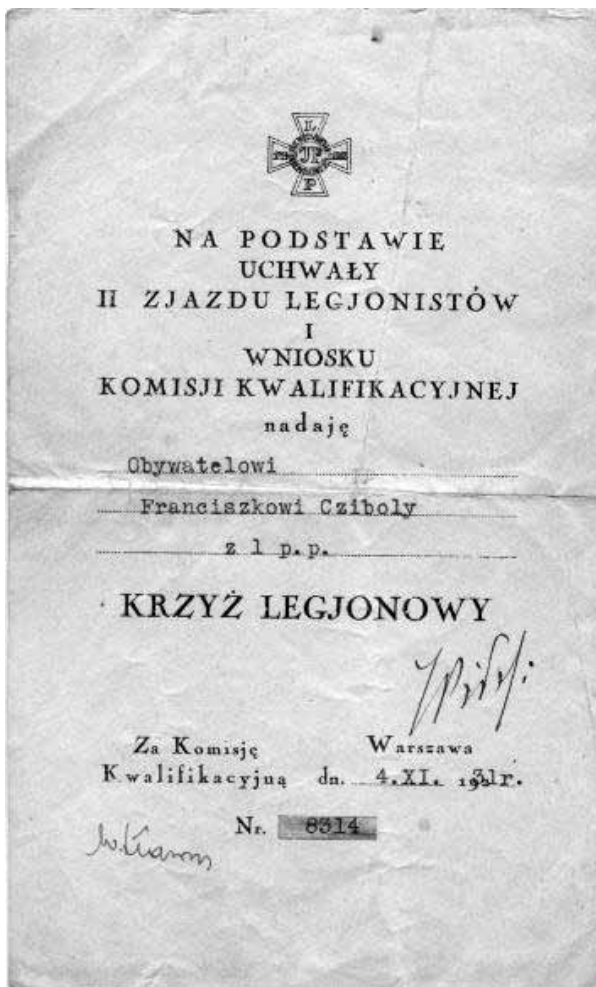 L
JP
P
NA PODSTAWIE
UCHWAŁY
II ZJAZDU LEGJONISTÓW
I
WNIOSKU
KOMISJI KWALIFIKACYJNEJ
nadaję
Obywatelowi
Franciszkowi Cziboly
z 1 p.p.
KRZYŻ LEGJONOWY
Za Komisję Warszawa
Kwalifikacyjną dn. 4.XI. 1931r.
Nr. 8314